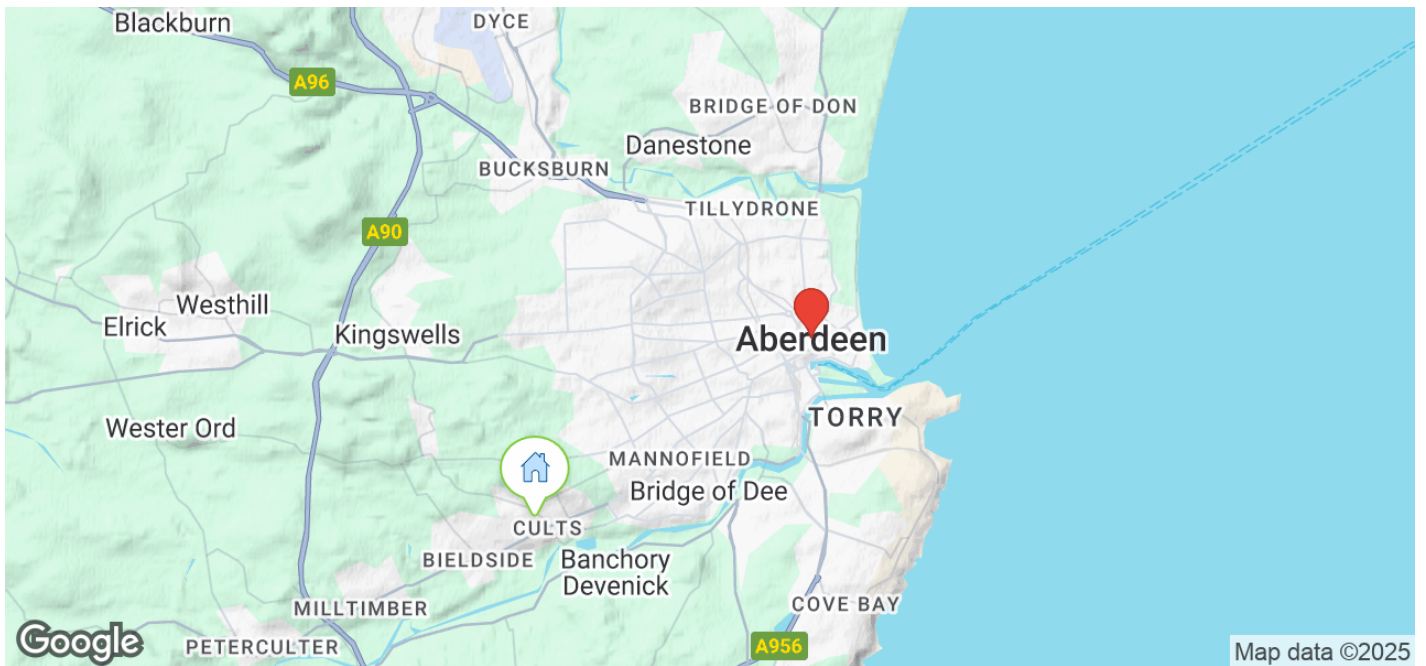 Blackburn
DYCE
A96
BRIDGE OF DON
Danestone
BUCKSBURN
TILLYDRONE
A90
Westhill
Elrick
Kingswells
Aberdeen
TORRY
Wester Ord
MANNOFIELD
Bridge of Dee
CULTS
BIELDSIDE
Banchory
Devenick
MILLTIMBER
COVE BAY
PETERCULTER
A956
Google
Map data ©2025